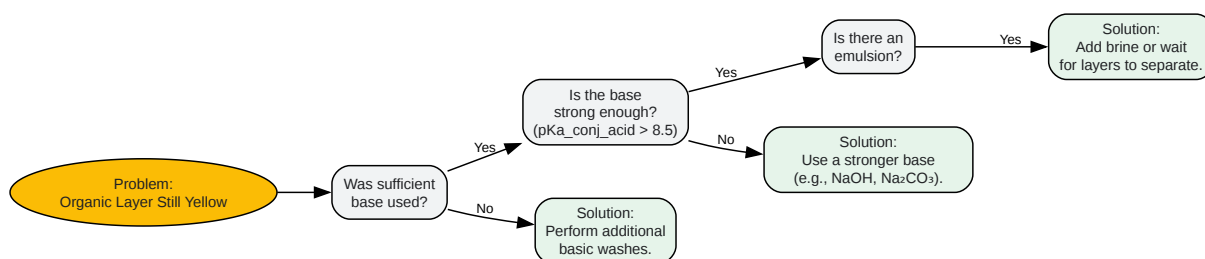 Problem:
Organic Layer Still Yellow
Was sufficient
base used?
Yes
No
Solution:
Perform additional
basic washes.
Is the base
strong enough?
(pKa_conj_acid > 8.5)
Yes
No
Solution:
Use a stronger base
(e.g., NaOH, Na₂CO₃).
Is there an
emulsion?
Yes
Solution:
Add brine or wait
for layers to separate.